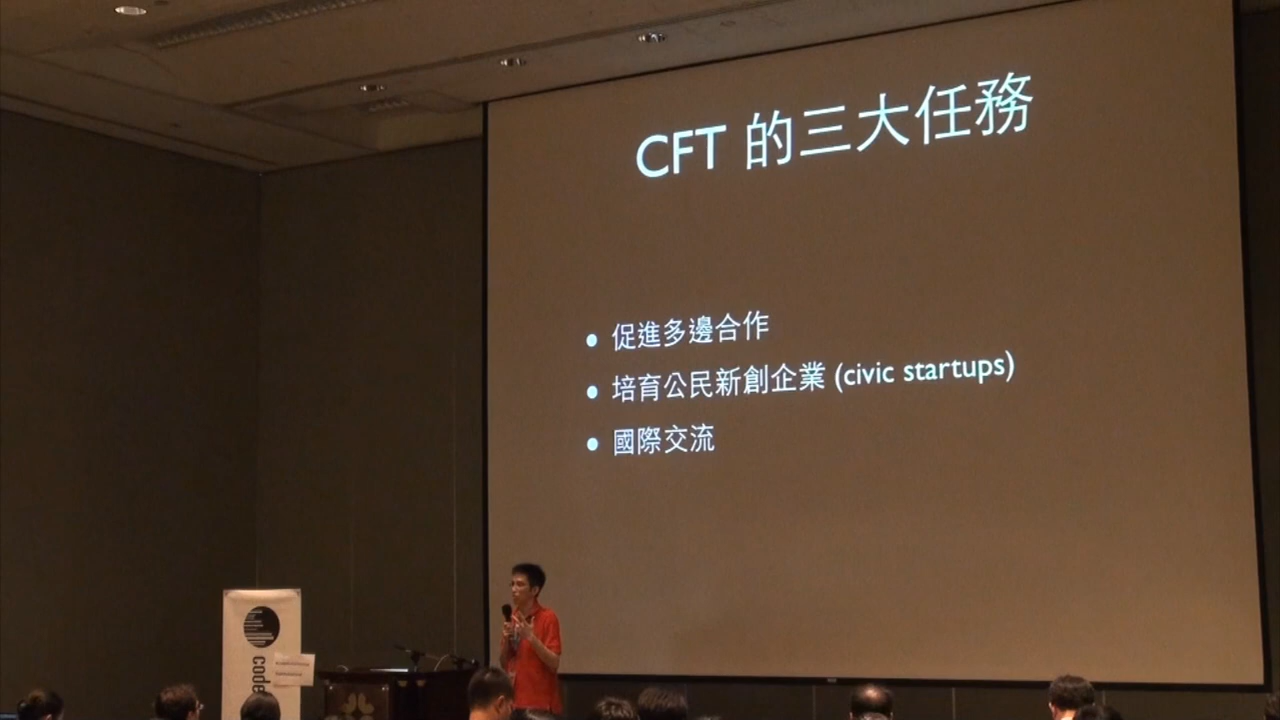 CFT 的三大任務
促進多邊合作
培育公民新創企業 (civic startups)
國際交流
code